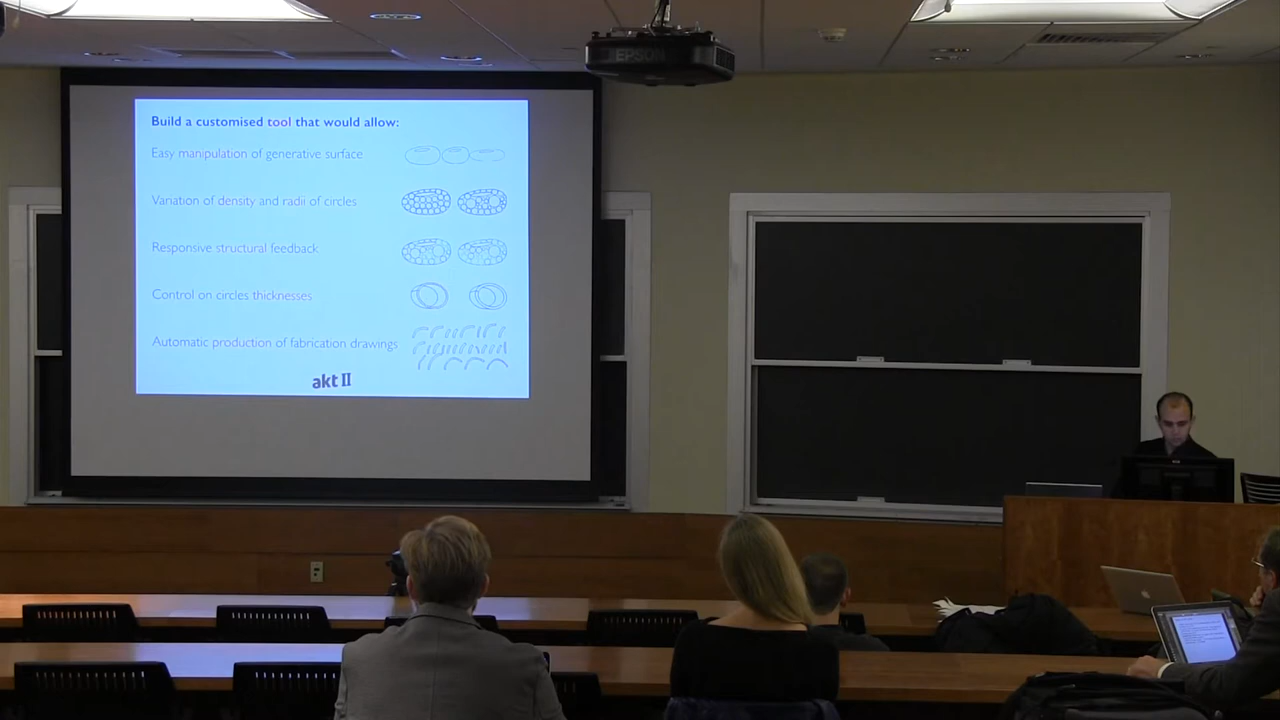 EPSON
Build a customised tool that would allow:
Easy manipulation of generative surface
Variation of density and radii of circles
Responsive structural feedback
Control on circles thicknesses
Automatic production of fabrication drawings
akt II